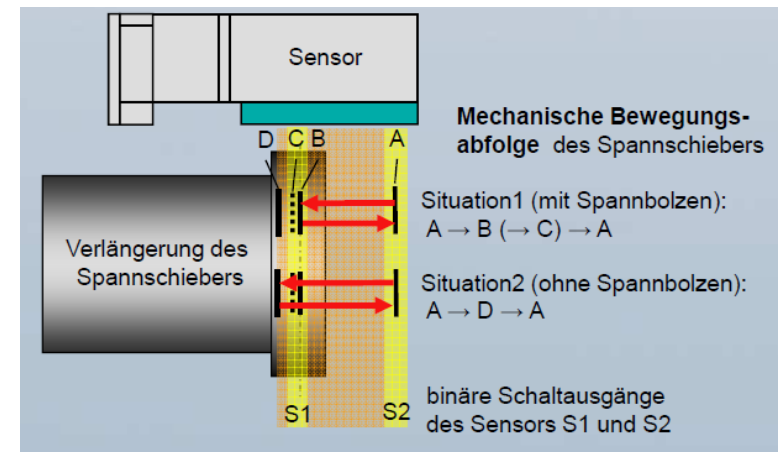 Sensor
Mechanische Bewegungs-
abfolge des Spannschiebers
D C B A
Situation1 (mit Spannbolzen):
A → B (→ C) → A
Verlängerung des
Spannschiebers
Situation2 (ohne Spannbolzen):
A → D → A
binäre Schaltausgänge
des Sensors S1 und S2
S1 S2